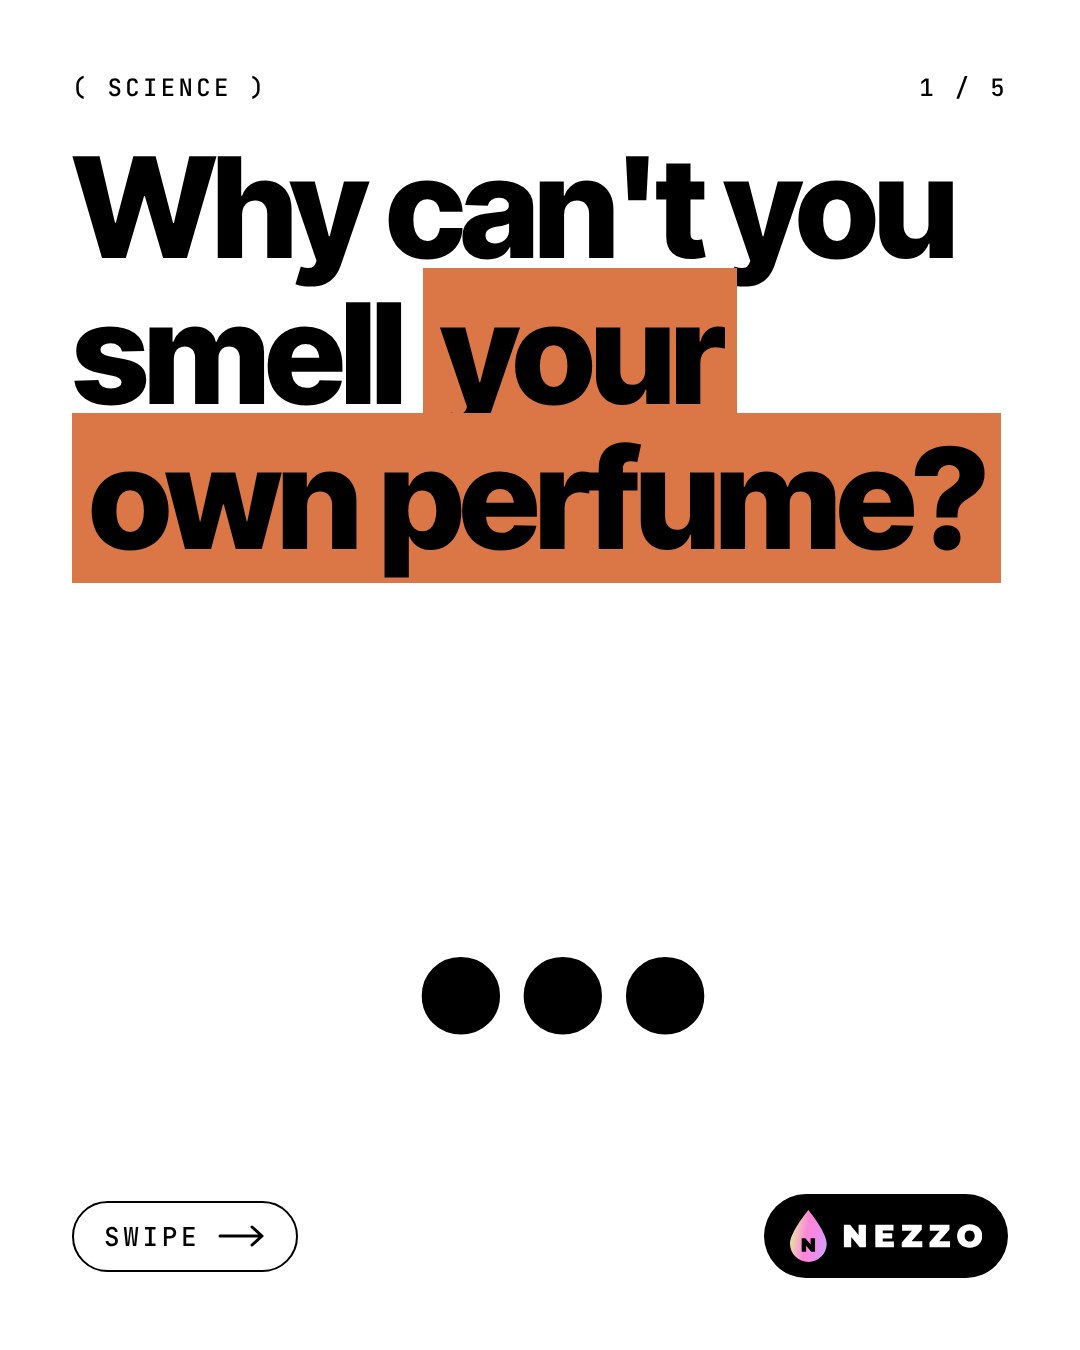 ( SCIENCE )
1 / 5
Why can't you
smell your
own perfume?
SWIPE →
N NEZZO